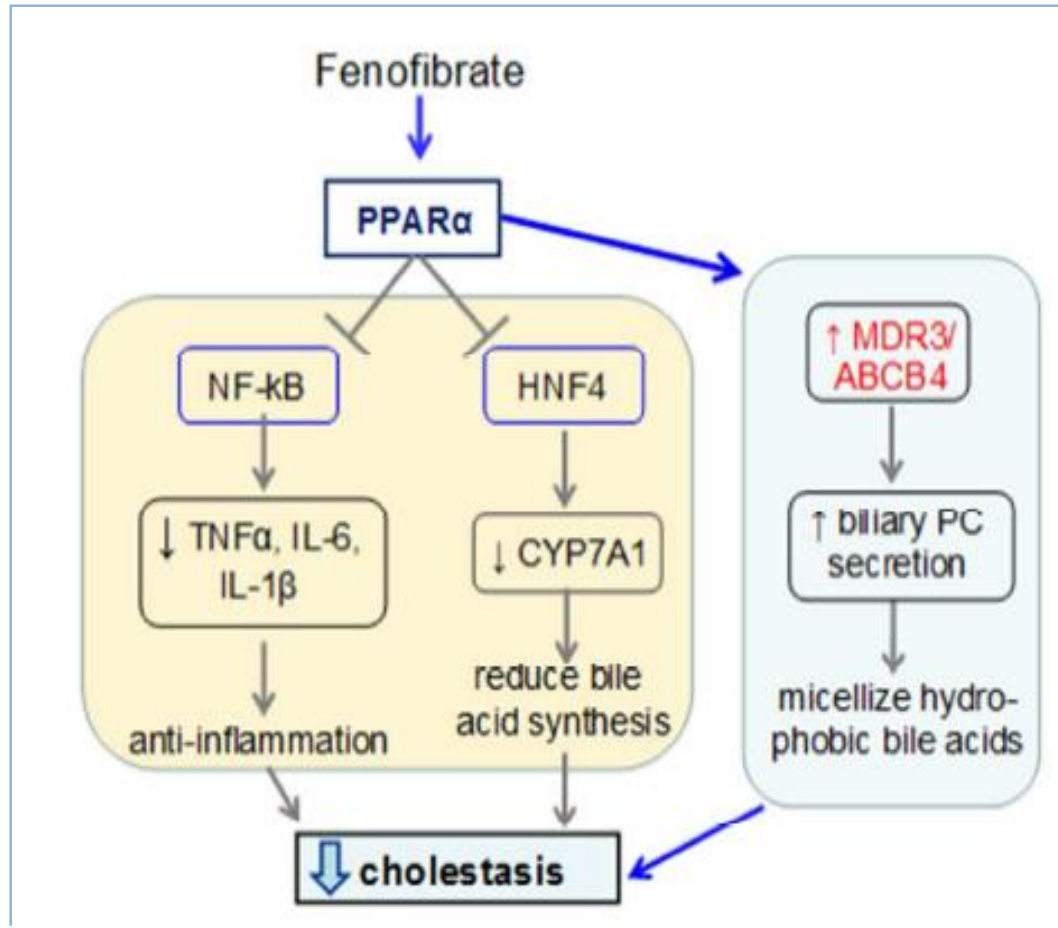 Fenofibrate
PPARα
NF-kB
HNF4
↑ MDR3/
ABCB4
↓ TNFα, IL-6,
IL-1β
↓ CYP7A1
↑ biliary PC
secretion
anti-inflammation
reduce bile
acid synthesis
micellize hydro-
phobic bile acids
cholestasis